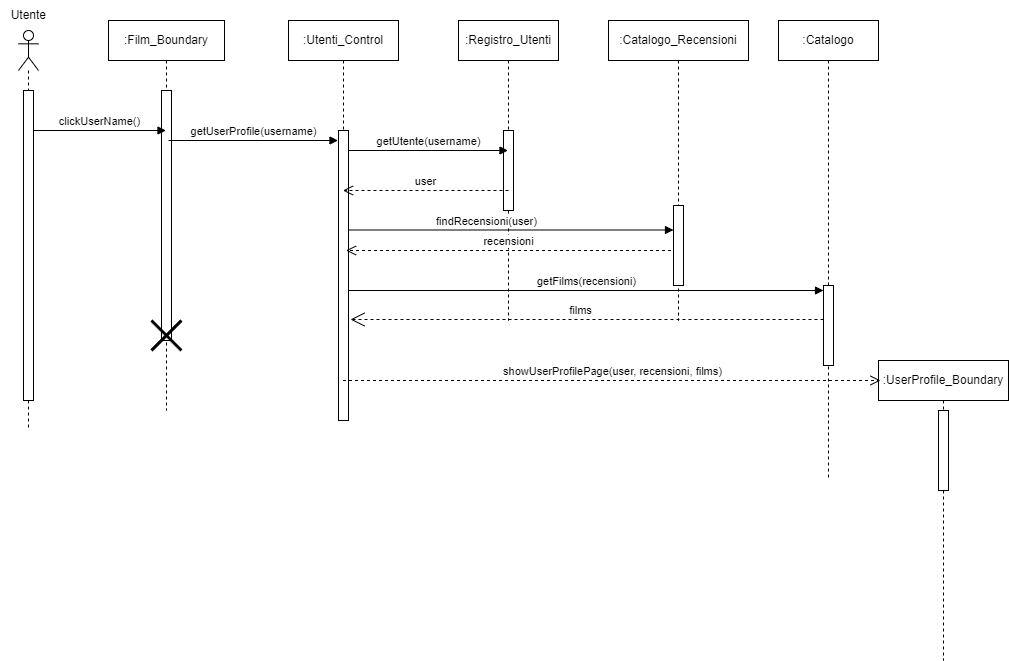 Utente
:Film_Boundary
:Utenti_Control
:Registro_Utenti
:Catalogo_Recensioni
:Catalogo
clickUserName()
getUserProfile(username)
getUtente(username)
user
findRecensioni(user)
recensioni
getFilms(recensioni)
films
showUserProfilePage(user, recensioni, films)
:UserProfile_Boundary